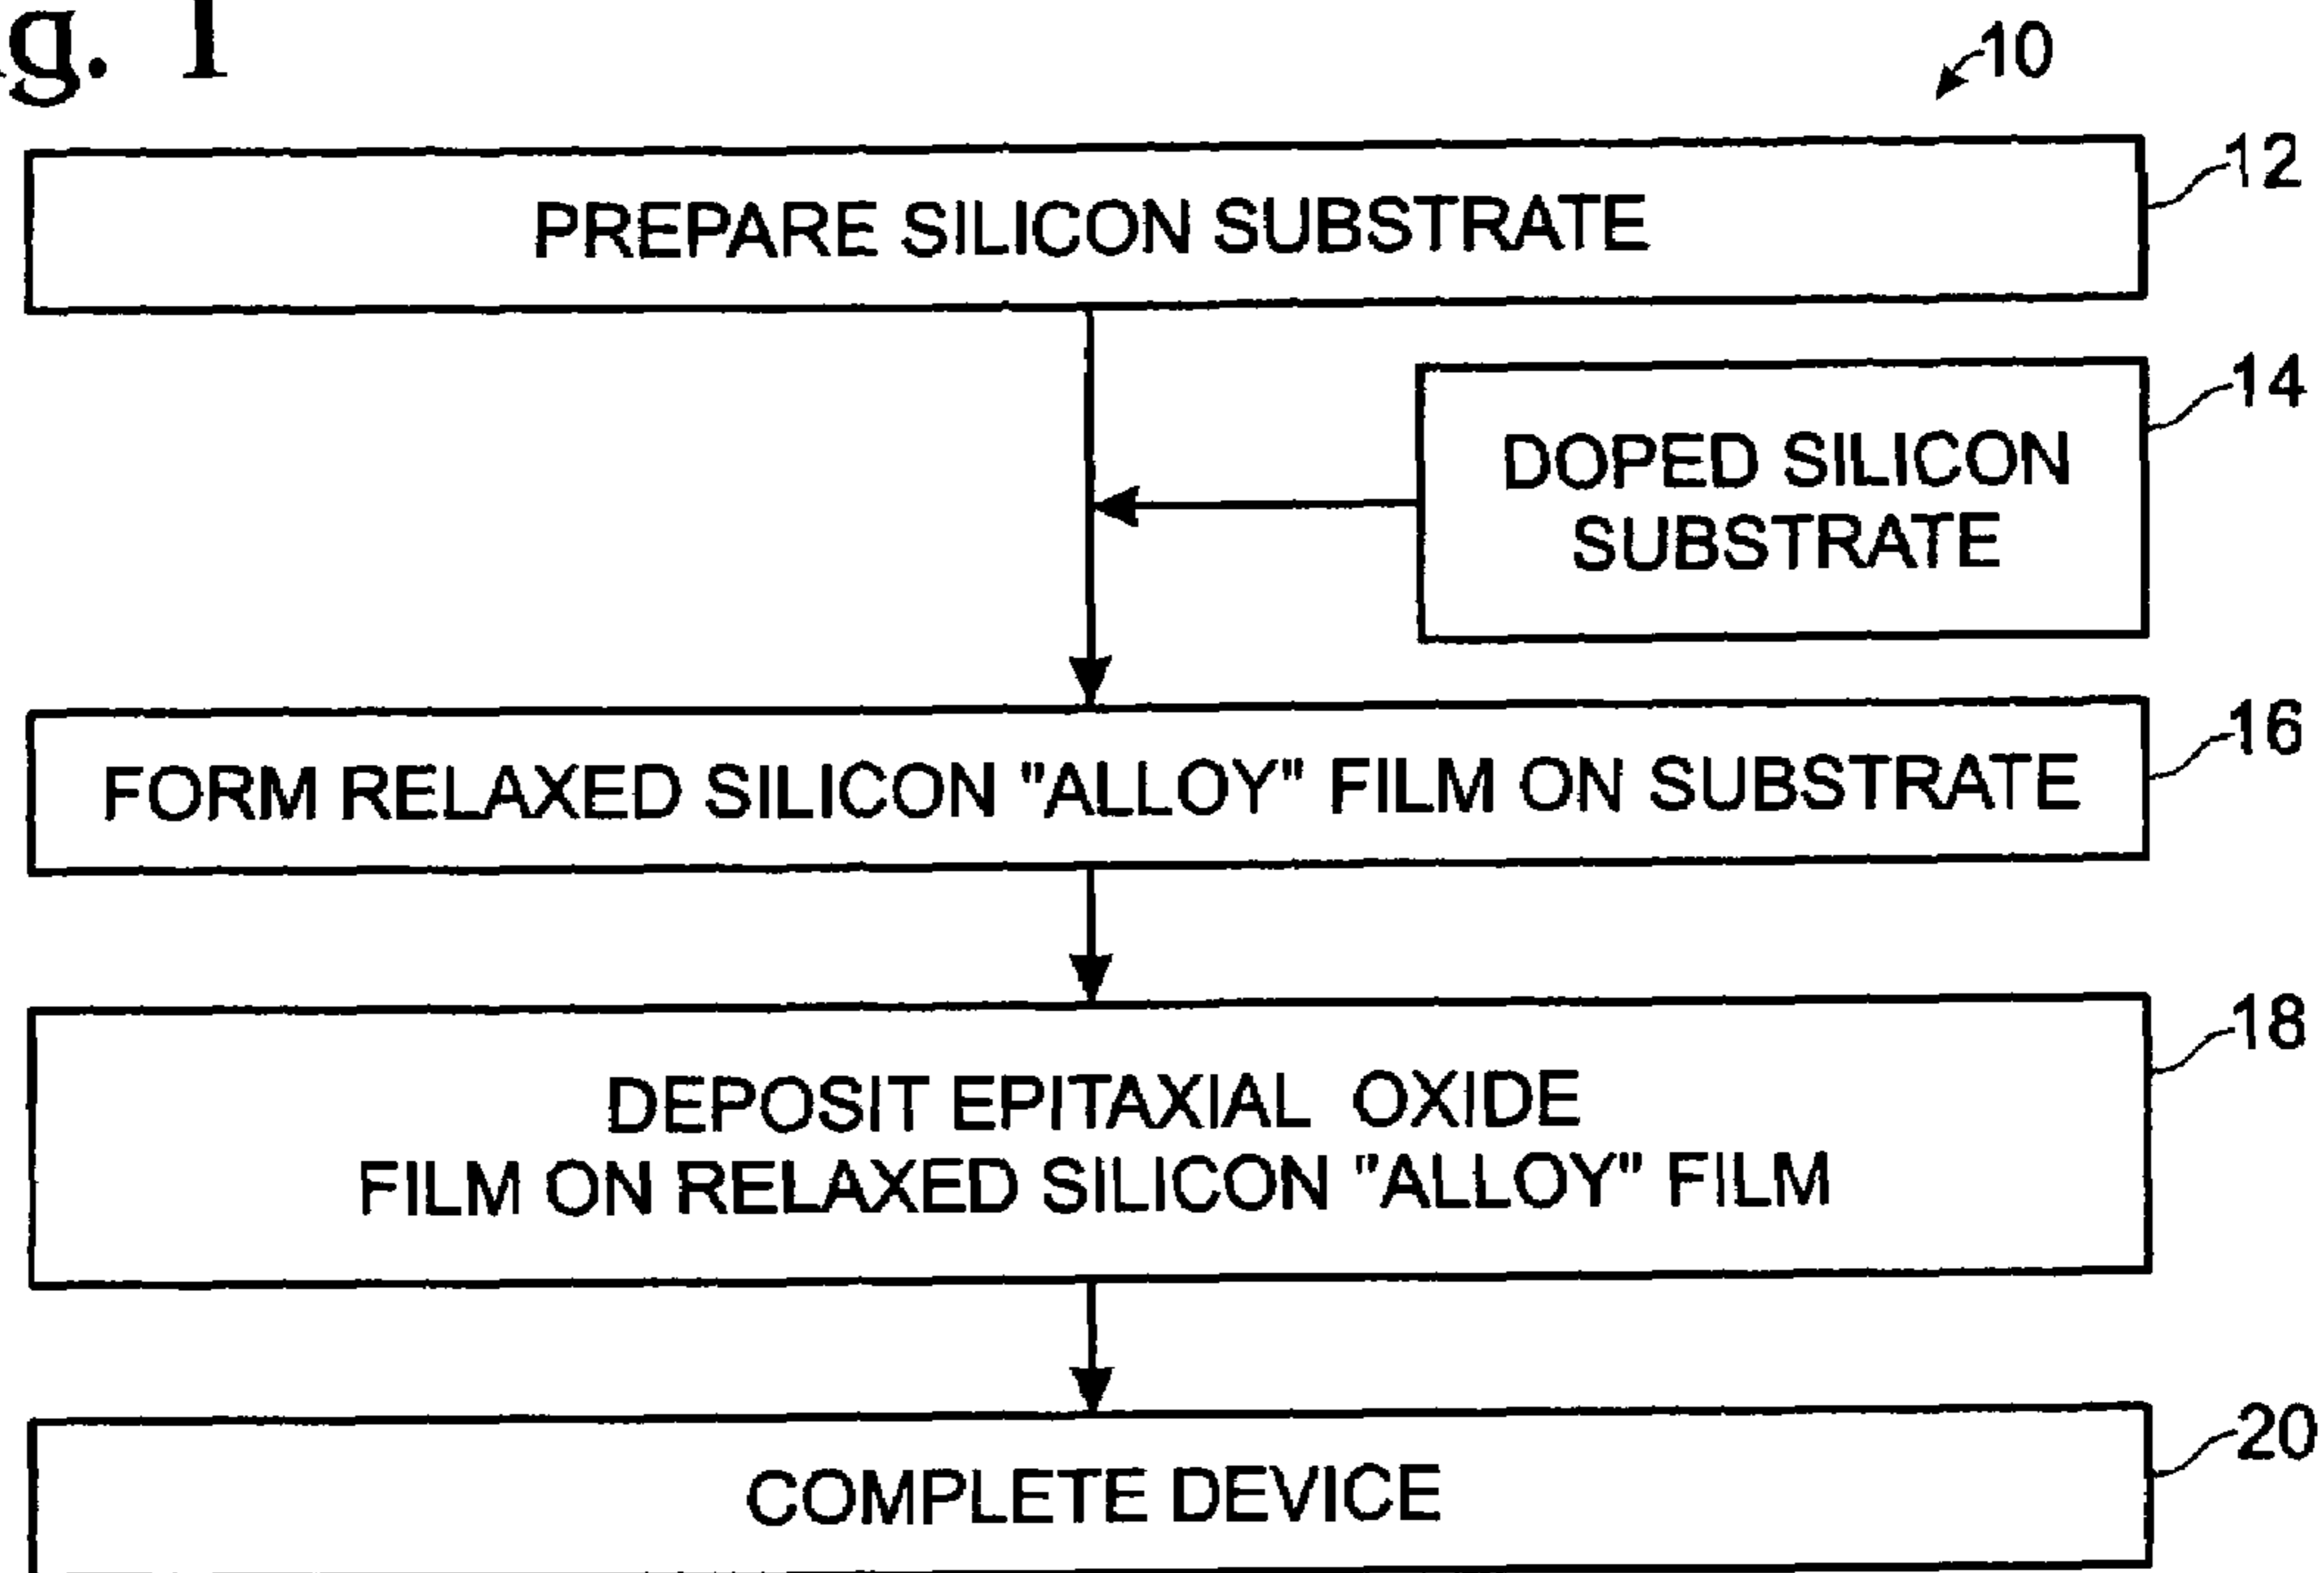 g. 1
10
12
PREPARE SILICON SUBSTRATE
14
DOPED SILICON
SUBSTRATE
16
FORM RELAXED SILICON "ALLOY" FILM ON SUBSTRATE
18
DEPOSIT EPITAXIAL OXIDE
FILM ON RELAXED SILICON "ALLOY" FILM
20
COMPLETE DEVICE